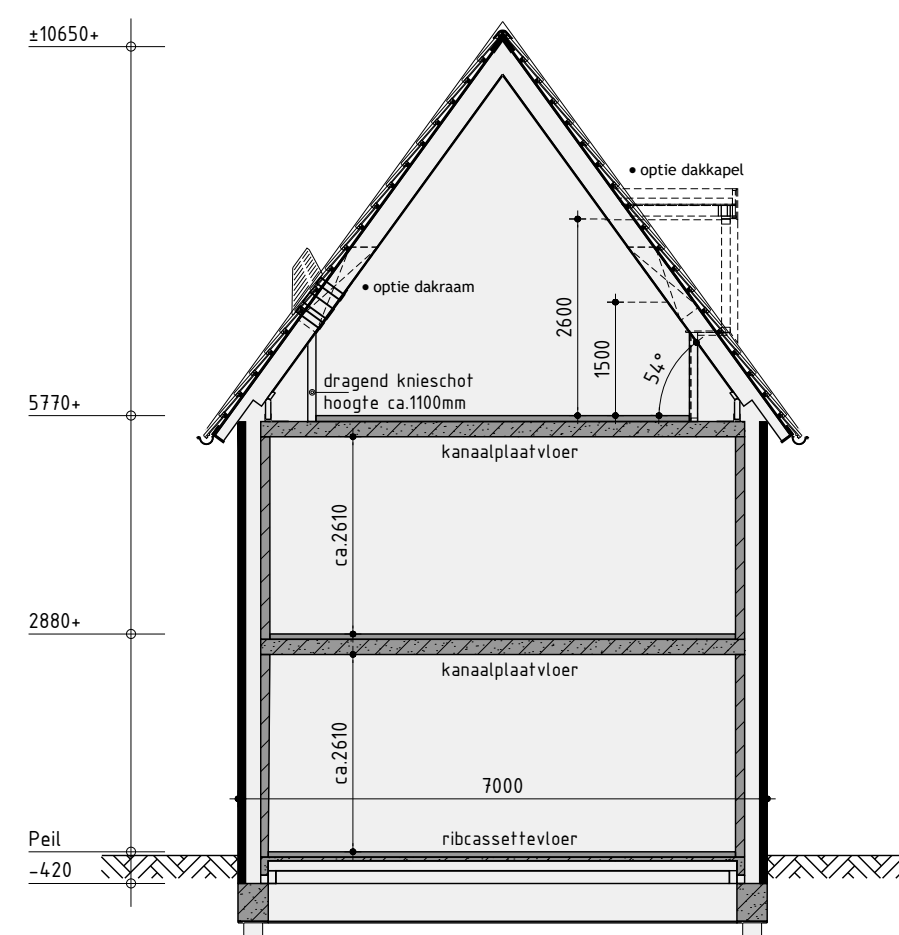 ±10650+
• optie dakkapel
• optie dakraam
2600
1500
54°
dragend knieschot
hoogte ca.1100mm
5770+
kanaalplaatvloer
ca.2610
2880+
kanaalplaatvloer
ca.2610
7000
Peil
ribcassettevloer
-420